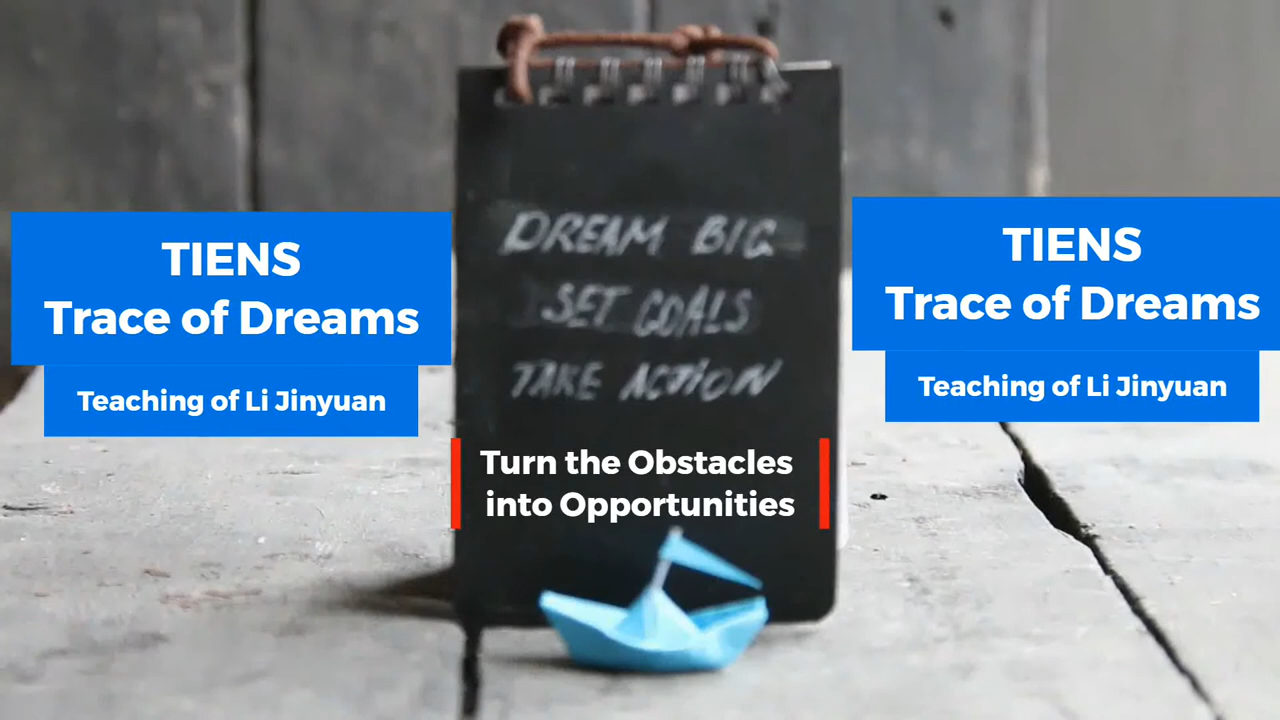 TIENS
Trace of Dreams
Teaching of Li Jinyuan
DREAM BIG
SET GOALS
TAKE ACTION
Turn the Obstacles
into Opportunities
TIENS
Trace of Dreams
Teaching of Li Jinyuan